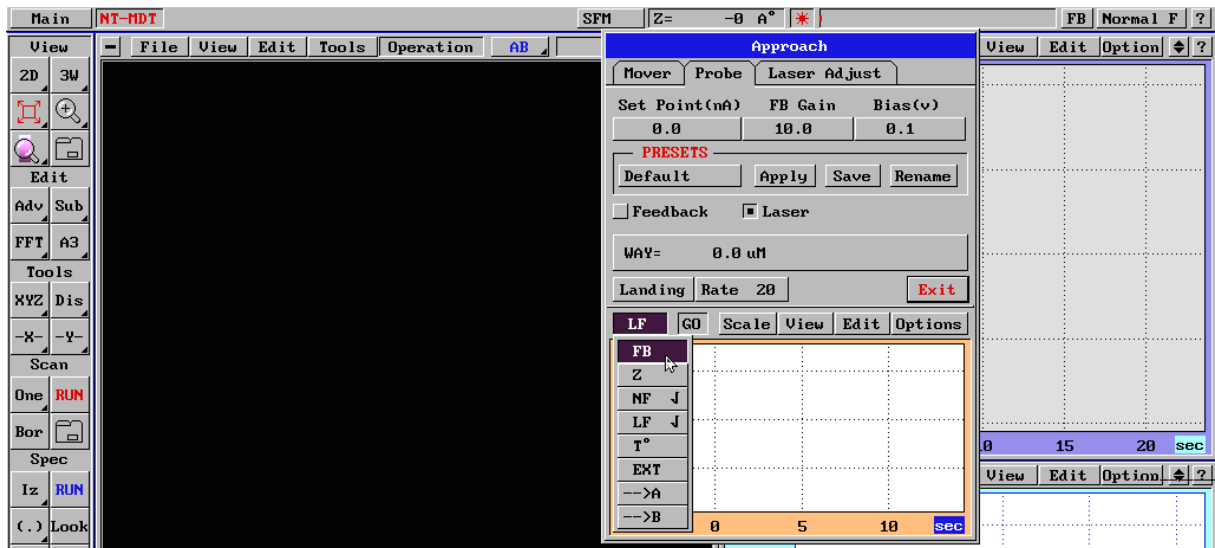 Main NT-MDT SFM Z= -0 A° FB Normal F ?
View - File View Edit Tools Operation AB Approach View Edit Option ?
2D 3W Mover Probe Laser Adjust
Set Point(nA) FB Gain Bias(v)
0.0 10.0 0.1
PRESETS
Edit Default Apply Save Rename
Adv Sub Feedback Laser
FFT A3 WAY= 0.0 uM
Tools
XYZ Dis Landing Rate 20 Exit
-X- -Y- LF GO Scale View Edit Options
Scan FB
Z
One RUN NF √
Bor LF √
T° 10 15 20 sec
Spec EXT View Edit Option ?
Iz RUN -->A
(.) Look -->B 0 5 10 sec